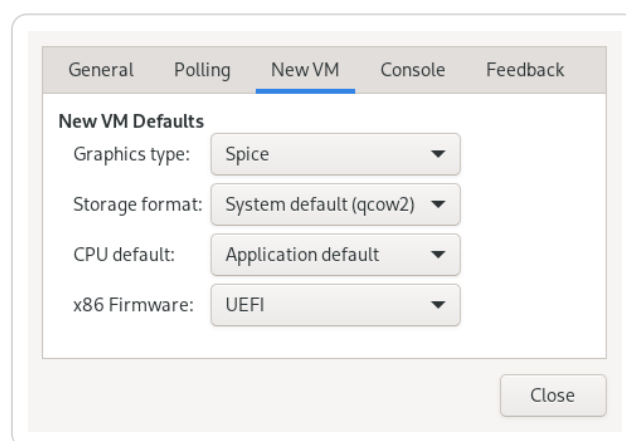 General Polling New VM Console Feedback
New VM Defaults
Graphics type: Spice
Storage format: System default (qcow2)
CPU default: Application default
x86 Firmware: UEFI
Close